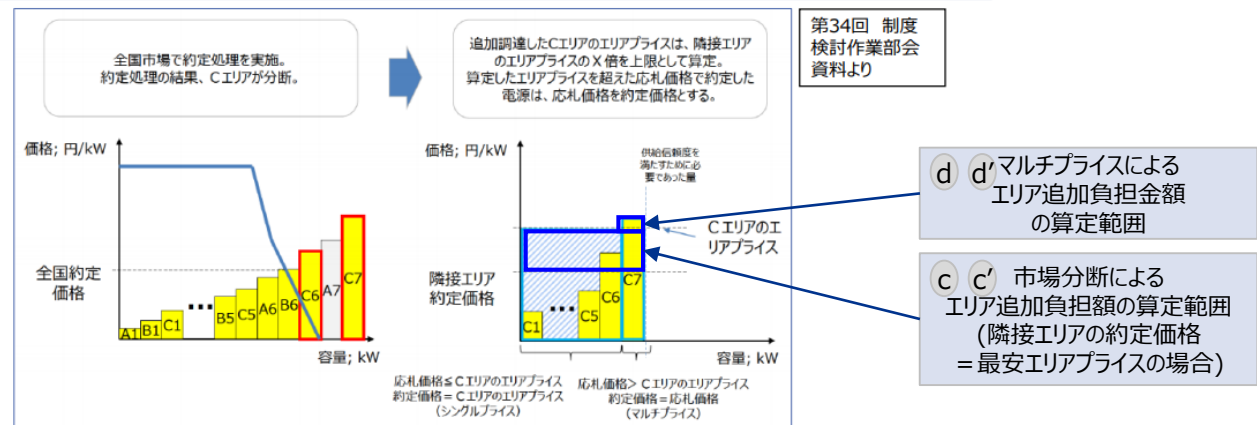 全国市場で約定処理を実施。
約定処理の結果、Cエリアが分断。
追加調達したCエリアのエリアプライスは、隣接エリア
のエリアプライスのX倍を上限として算定。
算定したエリアプライスを超えた応札価格で約定した
電源は、応札価格を約定価格とする。
第34回 制度
検討作業部会
資料より
価格; 円/kW
全国約定
価格
A1
B1
C1
•••
B5
C5
A6
B6
C6
A7
C7
容量; kW
価格; 円/kW
供給信頼度を
満たすために必
要であった量
Cエリアのエ
リアプライス
隣接エリア
約定価格
C1
•••
C5
C6
C7
容量; kW
応札価格≦Cエリアのエリアプライス
約定価格=Cエリアのエリアプライス
(シングルプライス)
応札価格>Cエリアのエリアプライス
約定価格=応札価格
(マルチプライス)
d d′ マルチプライスによる
エリア追加負担金額
の算定範囲
c c′ 市場分断による
エリア追加負担額の算定範囲
(隣接エリアの約定価格
=最安エリアプライスの場合)